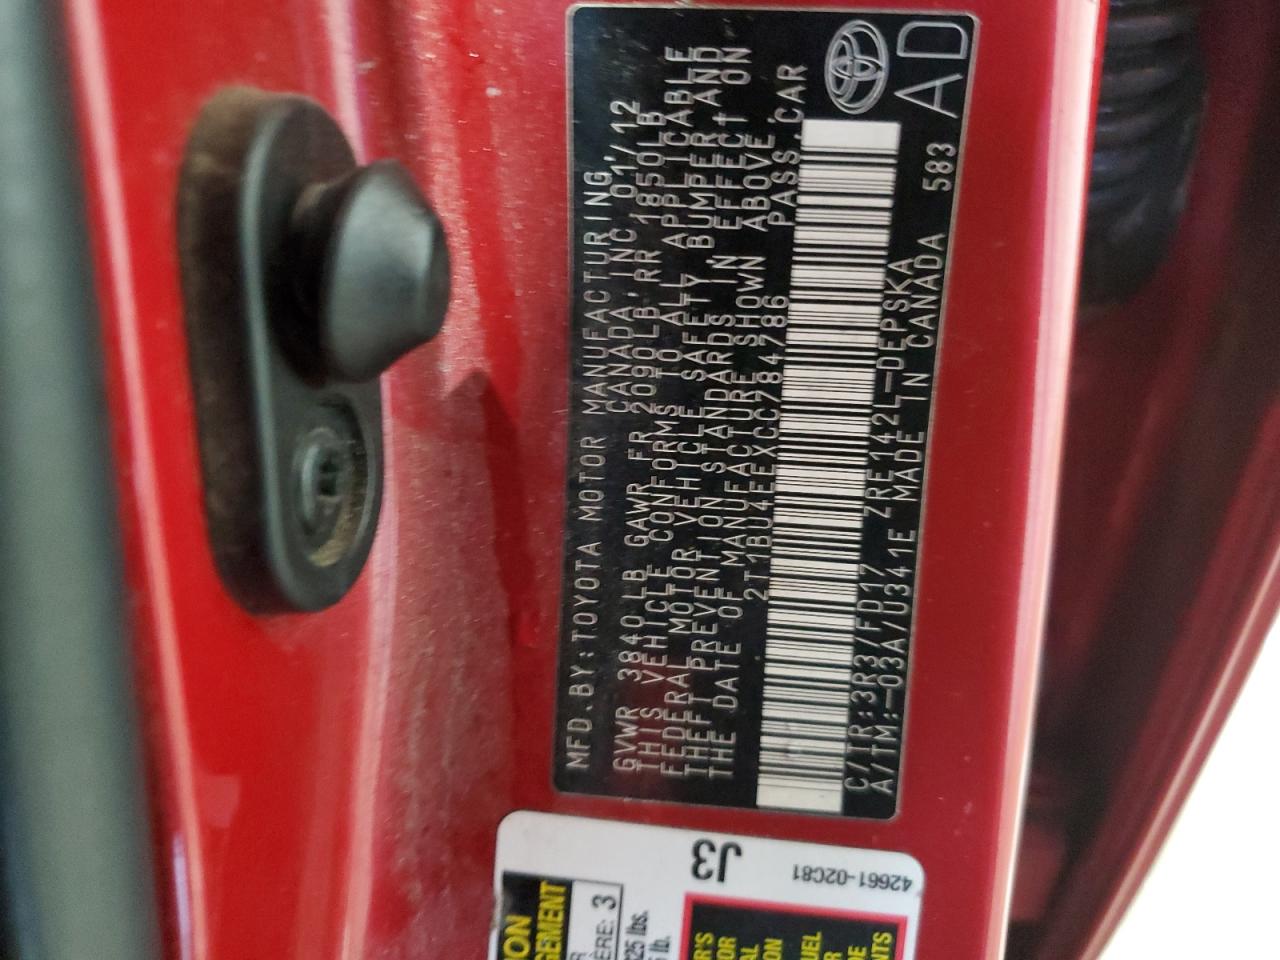 MFD.BY:TOYOTA MOTOR MANUFACTURING,
CANADA,INC 01/12
GVWR 3840LB GAWR FR 2090LB,RR 1850LB
THIS VEHICLE CONFORMS TO ALL APPLICABLE
FEDERAL MOTOR VEHICLE SAFETY, BUMPER, AND
THEFT PREVENTION STANDARDS IN EFFECT ON
THE DATE OF MANUFACTURE SHOWN ABOVE.
2T1BU4EEXCC784786 PASS.CAR
C/TR:3R3/FD17 ZRE142L-DEPSKA
A/TM:-03A/U341E MADE IN CANADA 583
AD
J3
42661-02C81
3